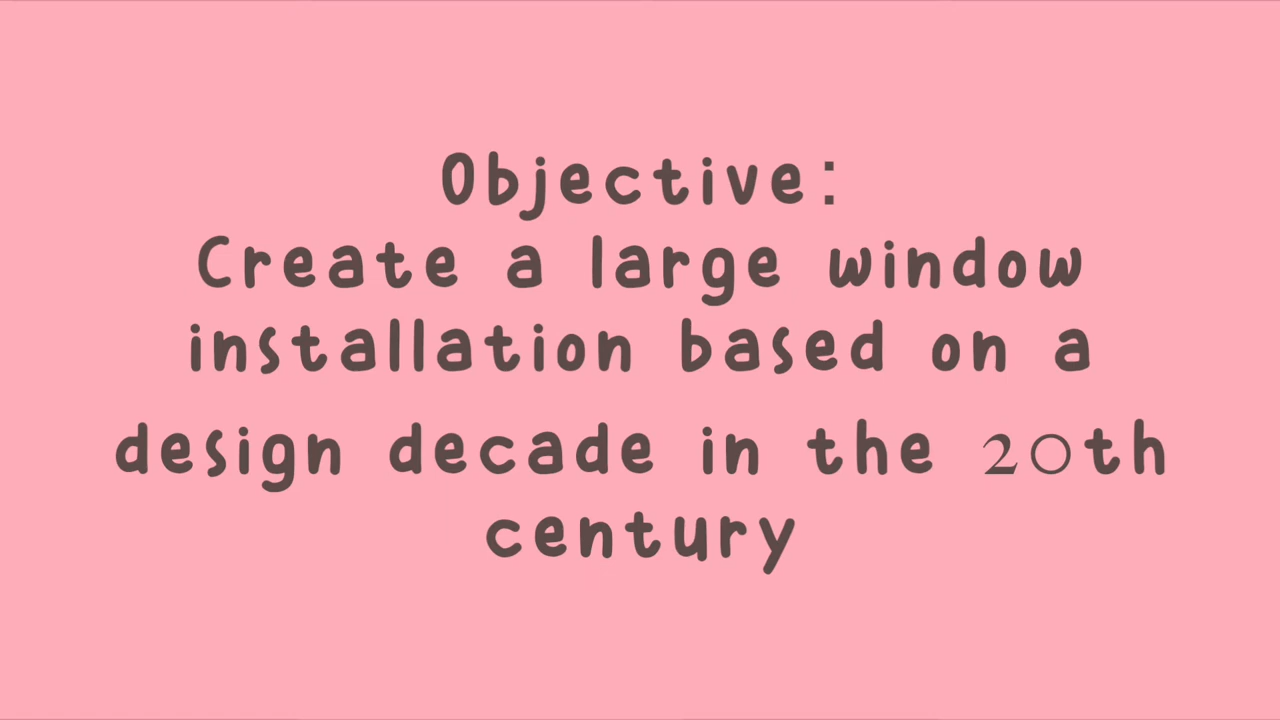 Objective:
Create a large window
installation based on a
design decade in the 20th
century